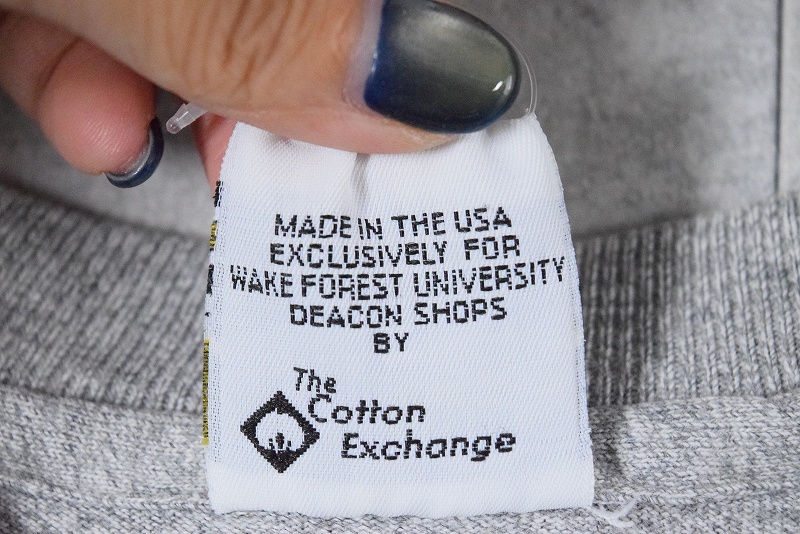 MADE IN THE USA
EXCLUSIVELY FOR
WAKE FOREST UNIVERSITY
DEACON SHOPS
BY
The
Cotton
Exchange